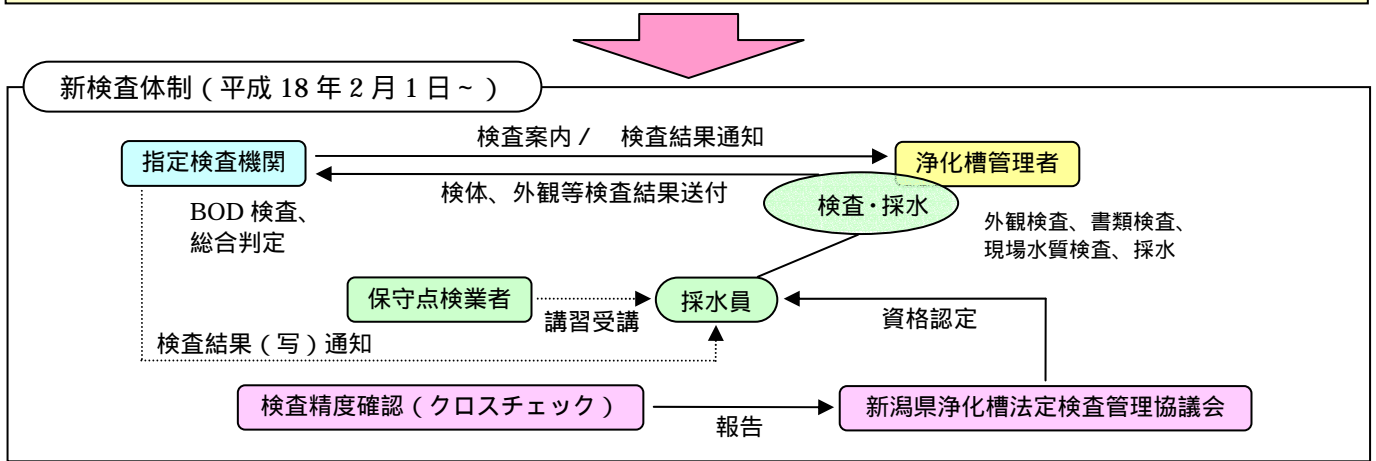 新検査体制(平成 18 年 2 月 1 日~ )
検査案内 / 検査結果通知
指定検査機関
浄化槽管理者
検体、外観等検査結果送付
検査・採水
BOD 検査、
総合判定
外観検査、書類検査、
現場水質検査、採水
保守点検業者
採水員
講習受講
資格認定
検査結果(写)通知
検査精度確認(クロスチェック)
新潟県浄化槽法定検査管理協議会
報告